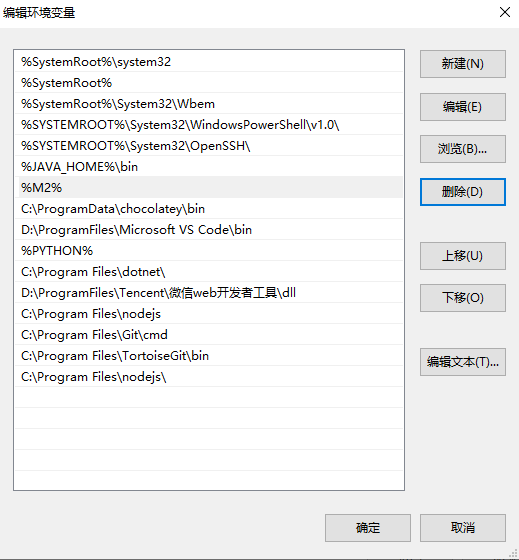 编辑环境变量
%SystemRoot%\system32
%SystemRoot%
%SystemRoot%\System32\Wbem
%SYSTEMROOT%\System32\WindowsPowerShell\v1.0\
%SYSTEMROOT%\System32\OpenSSH\
%JAVA_HOME%\bin
%M2%
C:\ProgramData\chocolatey\bin
D:\ProgramFiles\Microsoft VS Code\bin
%PYTHON%
C:\Program Files\dotnet\
D:\ProgramFiles\Tencent\微信web开发者工具\dll
C:\Program Files\nodejs
C:\Program Files\Git\cmd
C:\Program Files\TortoiseGit\bin
C:\Program Files\nodejs\
新建(N)
编辑(E)
浏览(B)...
删除(D)
上移(U)
下移(O)
编辑文本(T)...
确定
取消